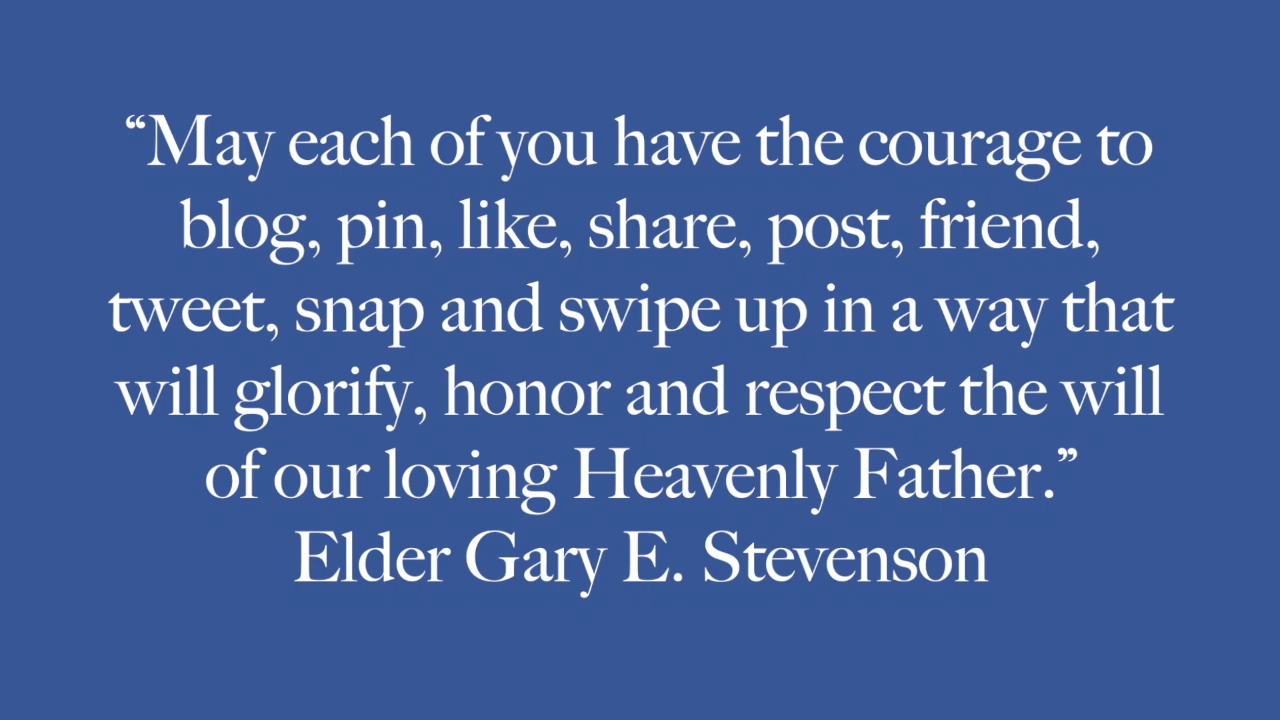 “May each of you have the courage to
blog, pin, like, share, post, friend,
tweet, snap and swipe up in a way that
will glorify, honor and respect the will
of our loving Heavenly Father.”
Elder Gary E. Stevenson